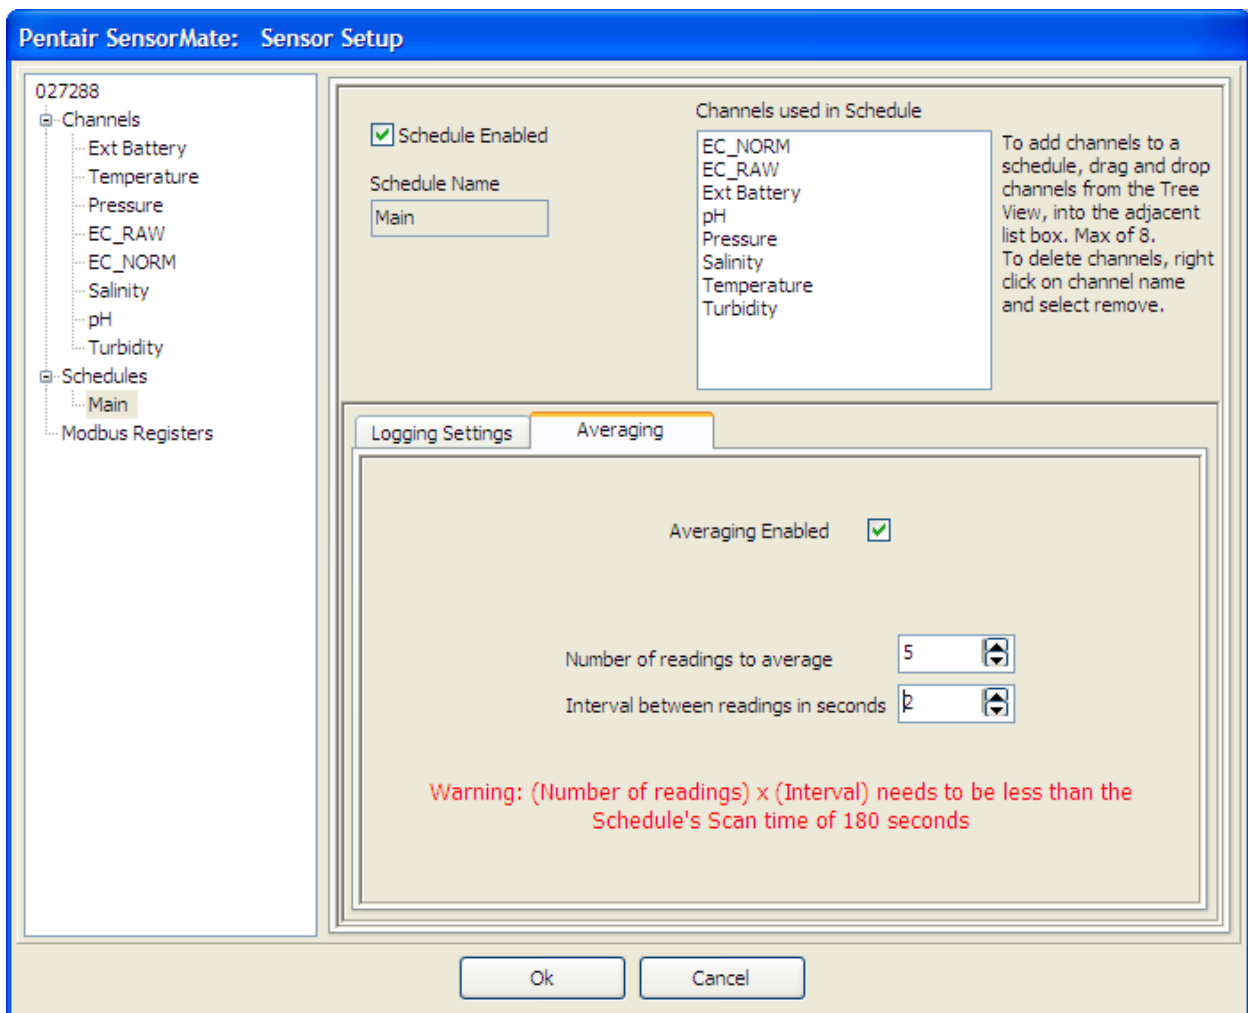 Pentair SensorMate:   Sensor Setup
027288
Channels
Ext Battery
Temperature
Pressure
EC_RAW
EC_NORM
Salinity
pH
Turbidity
Schedules
Main
Modbus Registers
Schedule Enabled
Schedule Name
Main
Channels used in Schedule
EC_NORM
EC_RAW
Ext Battery
pH
Pressure
Salinity
Temperature
Turbidity
To add channels to a
schedule, drag and drop
channels from the Tree
View, into the adjacent
list box. Max of 8.
To delete channels, right
click on channel name
and select remove.
Logging Settings
Averaging
Averaging Enabled
Number of readings to average 5
Interval between readings in seconds 2
Warning: (Number of readings) x (Interval) needs to be less than the
Schedule's Scan time of 180 seconds
Ok
Cancel